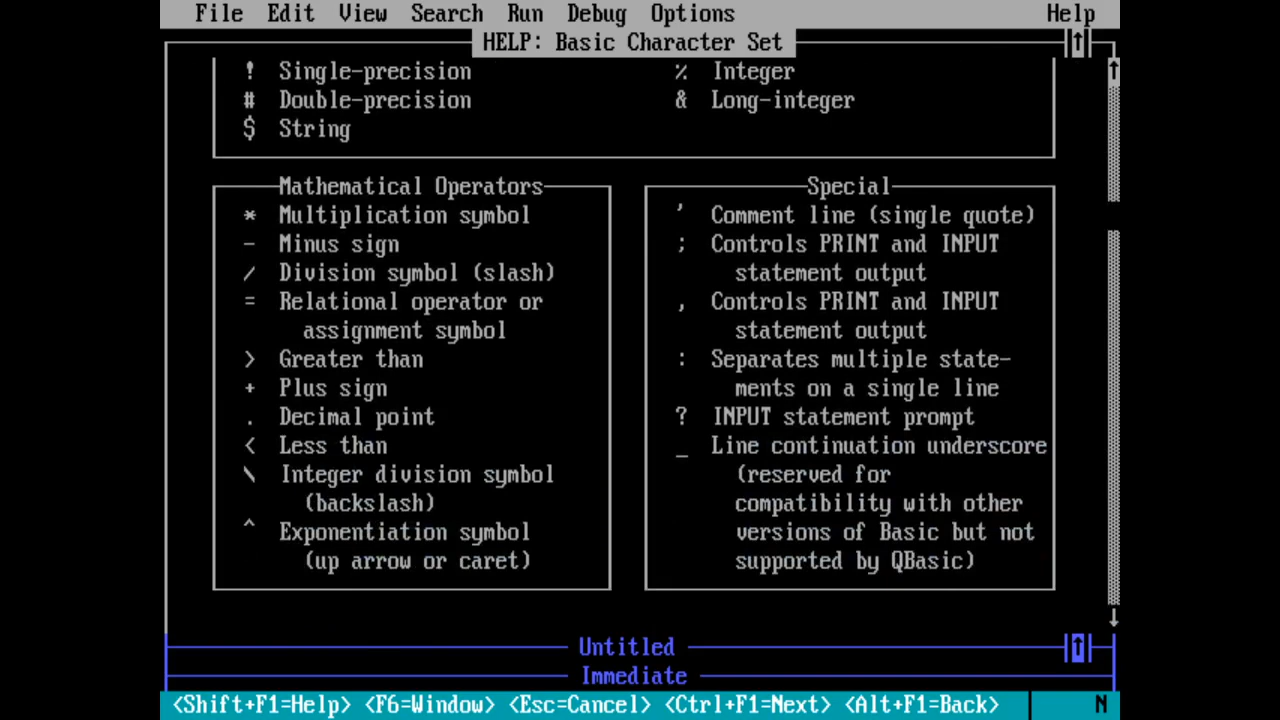 File Edit View Search Run Debug Options Help
HELP: Basic Character Set ↑
! Single-precision % Integer ↑
# Double-precision & Long-integer
$ String
Mathematical Operators
* Multiplication symbol
- Minus sign
/ Division symbol (slash)
= Relational operator or
assignment symbol
> Greater than
+ Plus sign
. Decimal point
< Less than
\ Integer division symbol
(backslash)
^ Exponentiation symbol
(up arrow or caret)
Special
' Comment line (single quote)
; Controls PRINT and INPUT
statement output
, Controls PRINT and INPUT
statement output
: Separates multiple state-
ments on a single line
? INPUT statement prompt
_ Line continuation underscore
(reserved for
compatibility with other
versions of Basic but not
supported by QBasic)
↓
Untitled ↑
Immediate
<Shift+F1=Help> <F6=Window> <Esc=Cancel> <Ctrl+F1=Next> <Alt+F1=Back> N